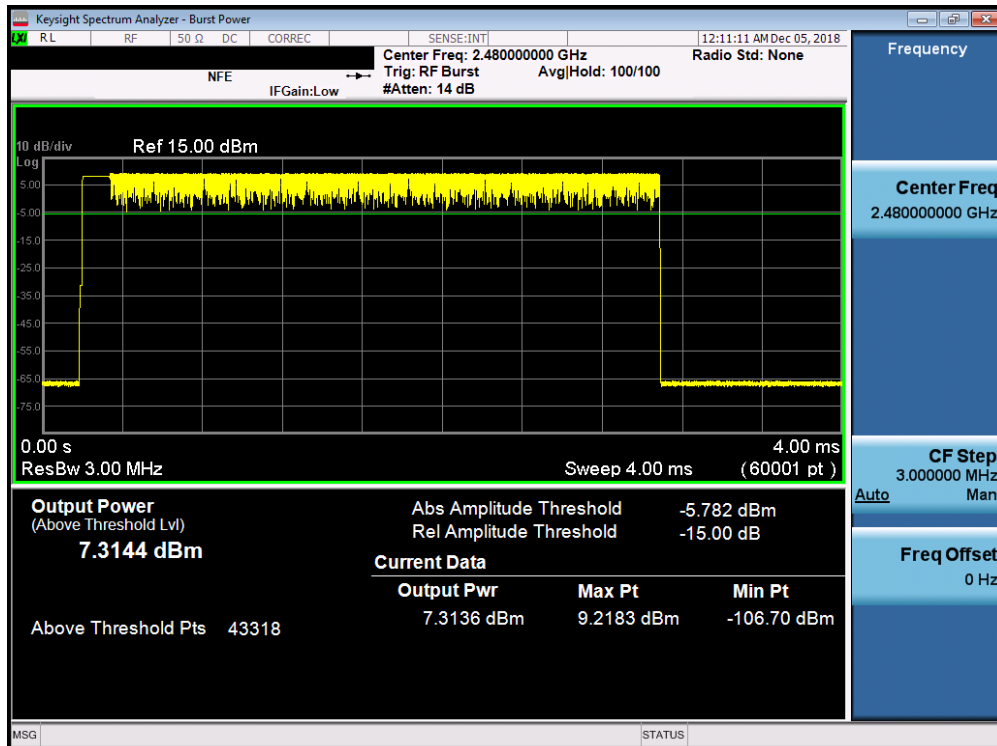 Keysight Spectrum Analyzer - Burst Power
LXI RL RF 50 Ω DC CORREC SENSE:INT 12:11:11 AM Dec 05, 2018
Center Freq: 2.480000000 GHz Radio Std: None
NFE Trig: RF Burst Avg|Hold: 100/100
IFGain:Low #Atten: 14 dB
10 dB/div Ref 15.00 dBm
Log
5.00
-5.00
-15.0
-25.0
-35.0
-45.0
-55.0
-65.0
-75.0
0.00 s 4.00 ms
ResBw 3.00 MHz Sweep 4.00 ms (60001 pt )
Output Power
(Above Threshold Lvl)
7.3144 dBm
Above Threshold Pts 43318
Abs Amplitude Threshold -5.782 dBm
Rel Amplitude Threshold -15.00 dB
Current Data
Output Pwr Max Pt Min Pt
7.3136 dBm 9.2183 dBm -106.70 dBm
Frequency
Center Freq
2.480000000 GHz
CF Step
3.000000 MHz
Auto Man
Freq Offset
0 Hz
MSG STATUS